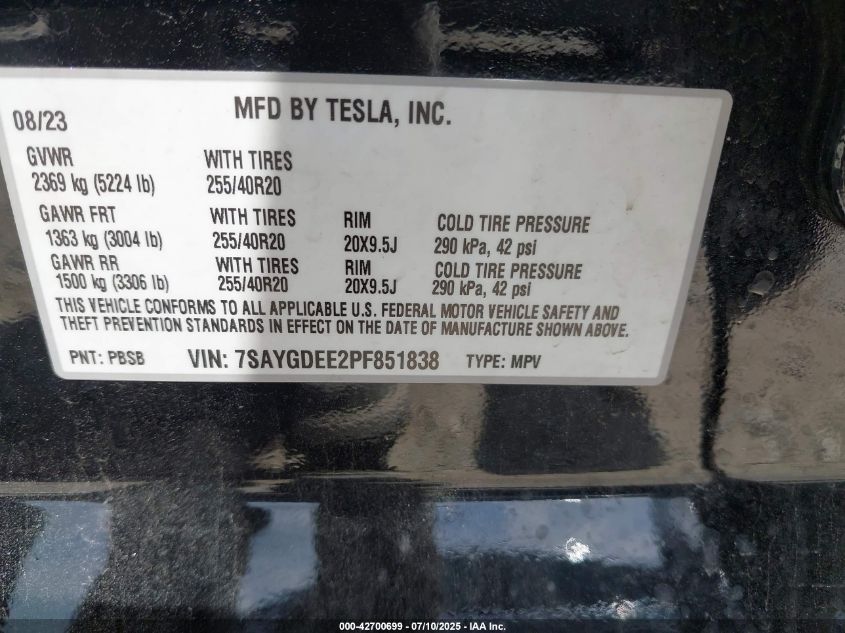 08/23 MFD BY TESLA, INC.
GVWR WITH TIRES
2369 kg (5224 lb) 255/40R20
GAWR FRT WITH TIRES RIM COLD TIRE PRESSURE
1363 kg (3004 lb) 255/40R20 20X9.5J 290 kPa, 42 psi
GAWR RR WITH TIRES RIM COLD TIRE PRESSURE
1500 kg (3306 lb) 255/40R20 20X9.5J 290 kPa, 42 psi
THIS VEHICLE CONFORMS TO ALL APPLICABLE U.S. FEDERAL MOTOR VEHICLE SAFETY AND
THEFT PREVENTION STANDARDS IN EFFECT ON THE DATE OF MANUFACTURE SHOWN ABOVE.
PNT: PBSB VIN: 7SAYGDEE2PF851838 TYPE: MPV
000-42700699 - 07/10/2025 - IAA Inc.